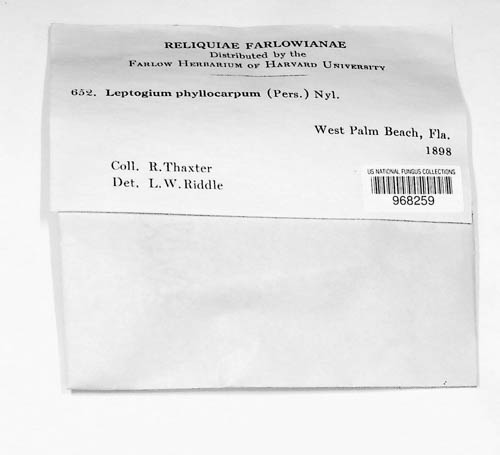 RELIQUIAE FARLOWIANAE
Distributed by the
FARLOW HERBARIUM OF HARVARD UNIVERSITY
652. Leptogium phyllocarpum (Pers.) Nyl.
West Palm Beach, Fla.
1898
Coll. R. Thaxter
Det. L. W. Riddle
US NATIONAL FUNGUS COLLECTIONS
968259